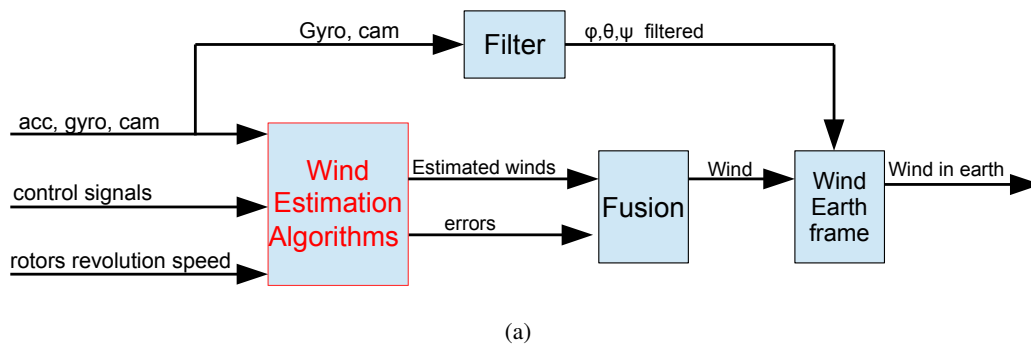 Gyro, cam
Filter
φ,θ,ψ filtered
acc, gyro, cam
control signals
rotors revolution speed
Wind
Estimation
Algorithms
Estimated winds
errors
Fusion
Wind
Wind
Earth
frame
Wind in earth
(a)